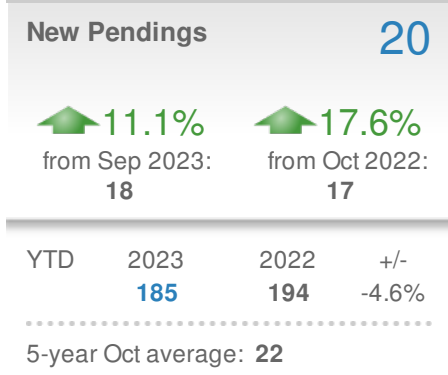 New Pendings 20
11.1% 17.6%
from Sep 2023: from Oct 2022:
18 17
YTD 2023 2022 +/-
185 194 -4.6%
5-year Oct average: 22